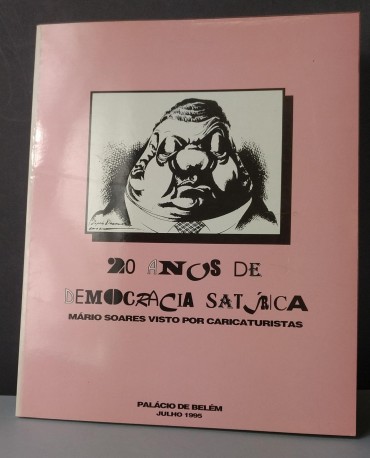 20 ANOS DE
DEMOCRACIA SATÍRICA
MÁRIO SOARES VISTO POR CARICATURISTAS
PALÁCIO DE BELÉM
JULHO 1995